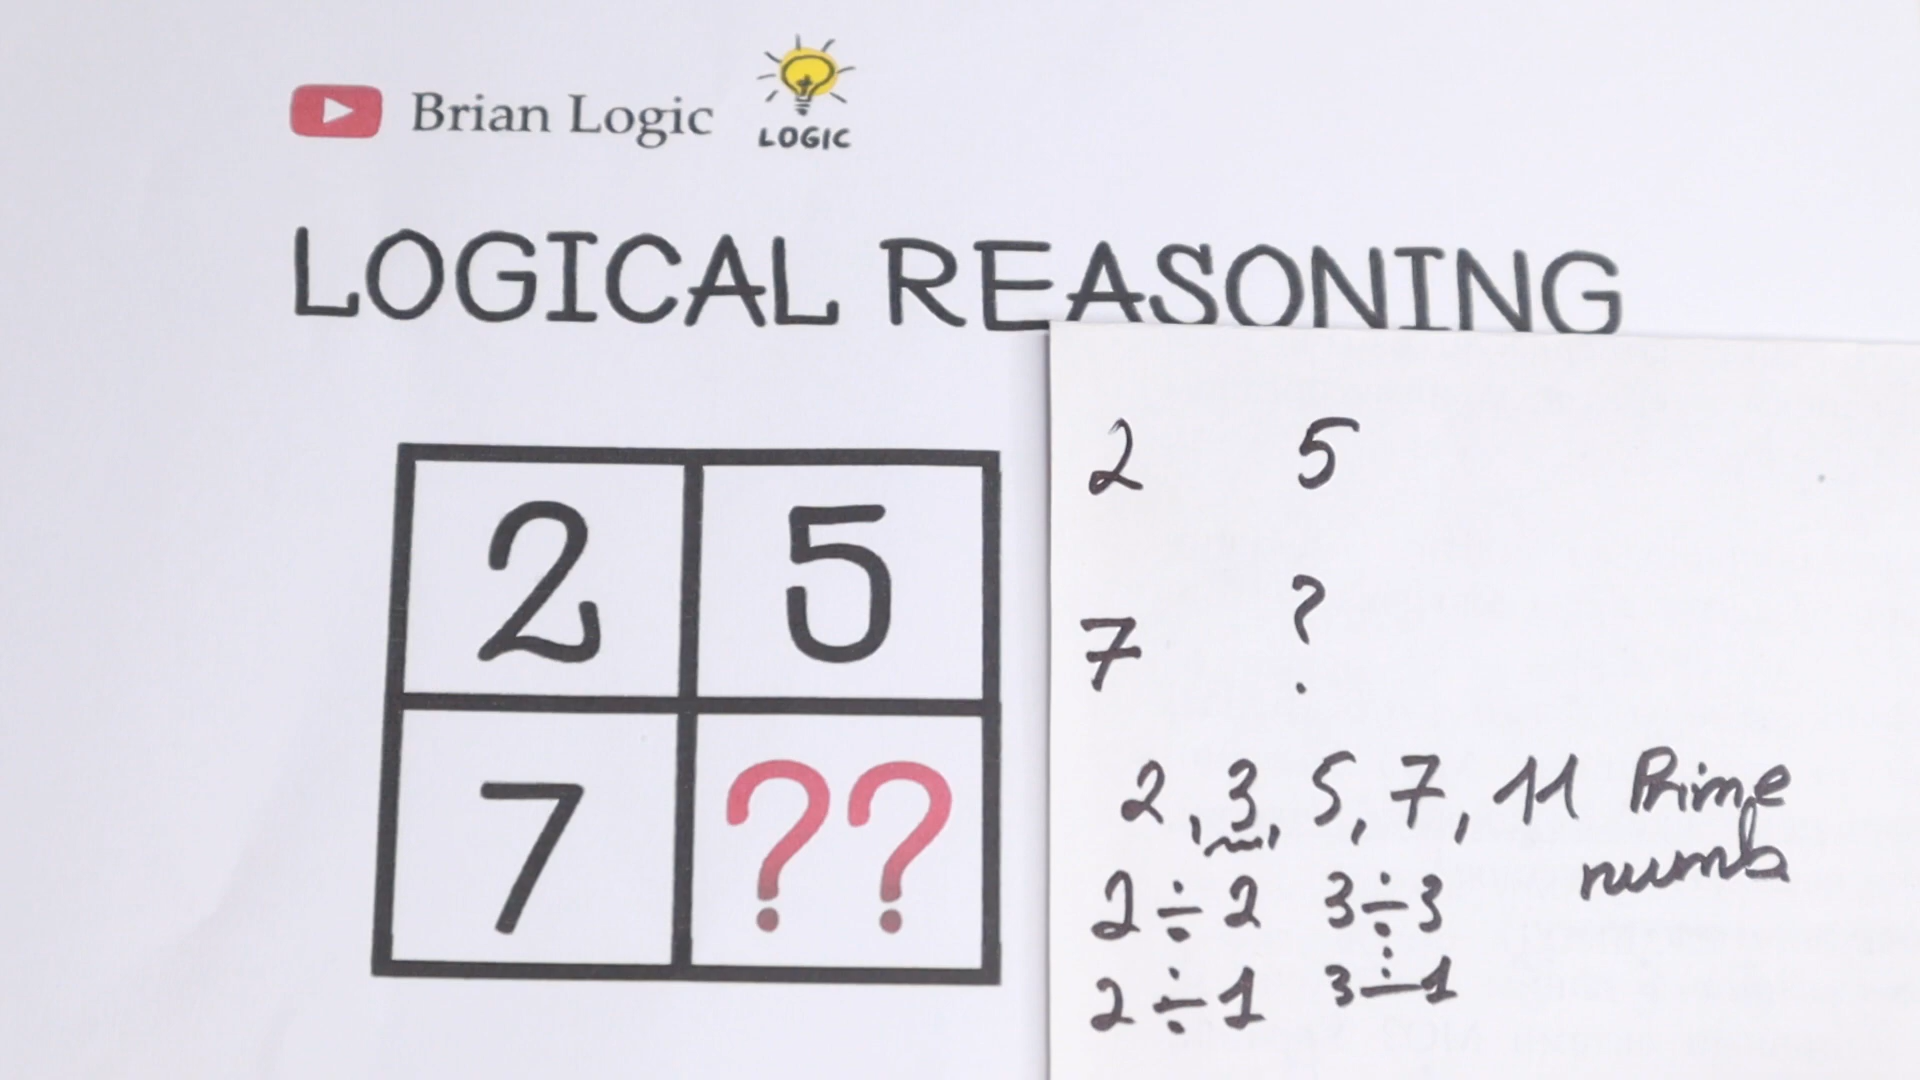 Brian Logic
LOGIC
LOGICAL REASONING
2 5
7 ??
2 5
7 ?
2, 3, 5, 7, 11 Prime
numb
2 ÷ 2 3 ÷ 3
2 ÷ 1 3 ÷ 1